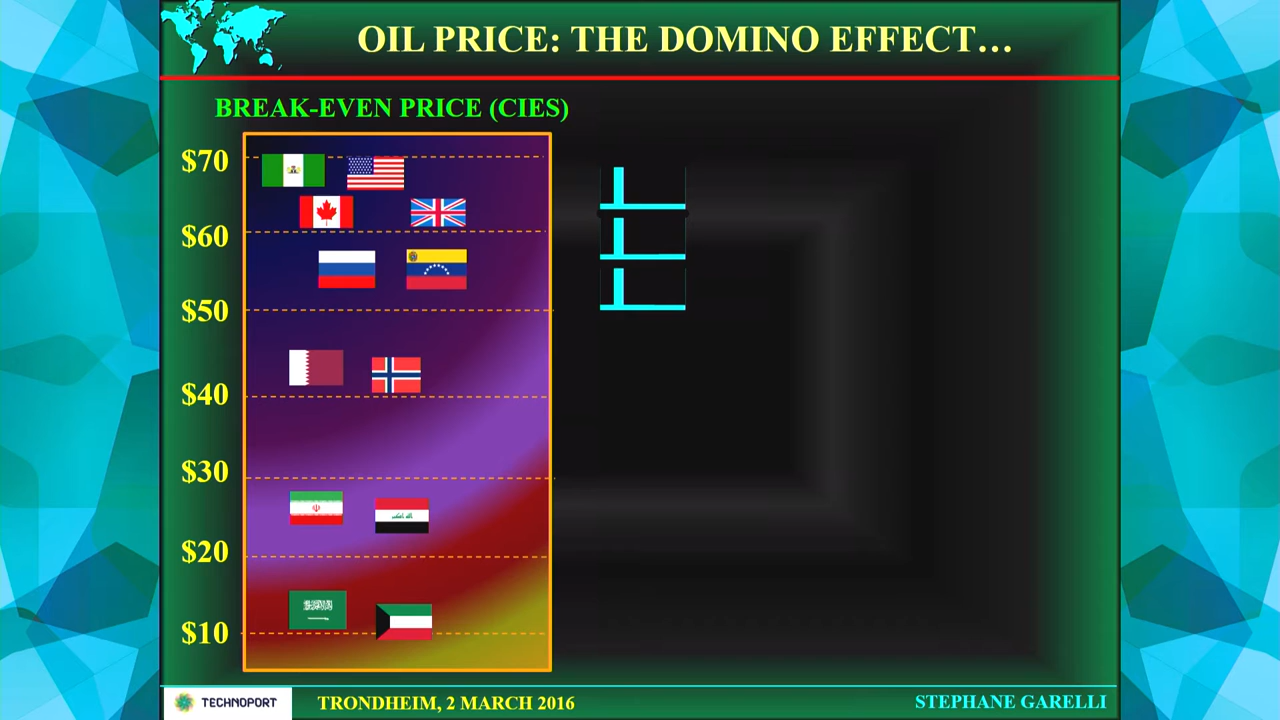 OIL PRICE: THE DOMINO EFFECT…
BREAK-EVEN PRICE (CIES)
$70
$60
$50
$40
$30
$20
$10
TECHNOPORT
TRONDHEIM, 2 MARCH 2016
STEPHANE GARELLI